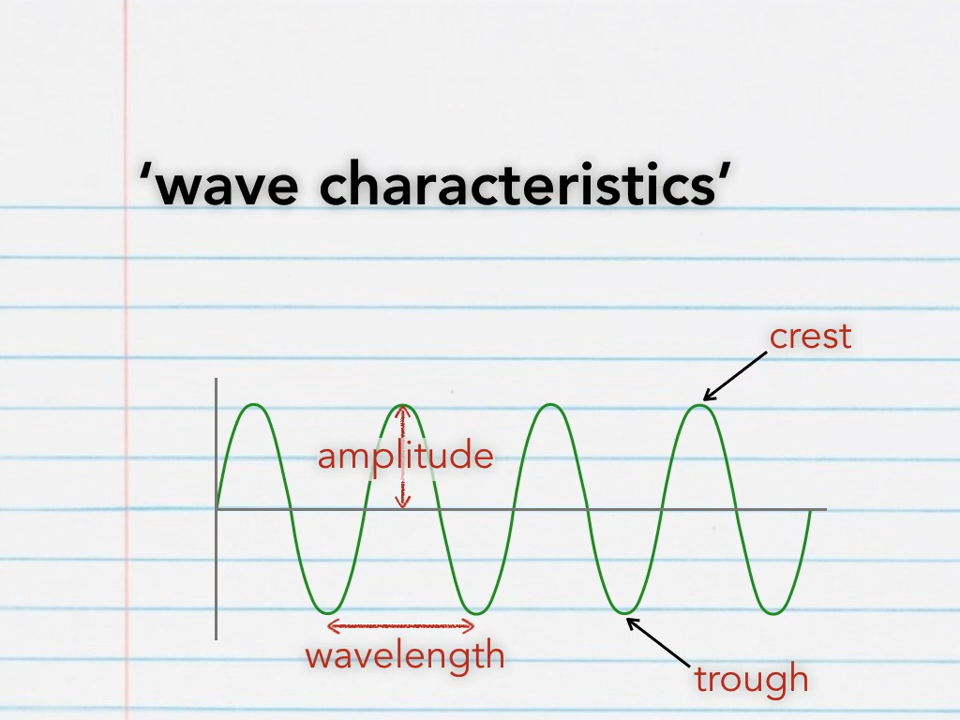 ‘wave characteristics’
crest
amplitude
wavelength
trough